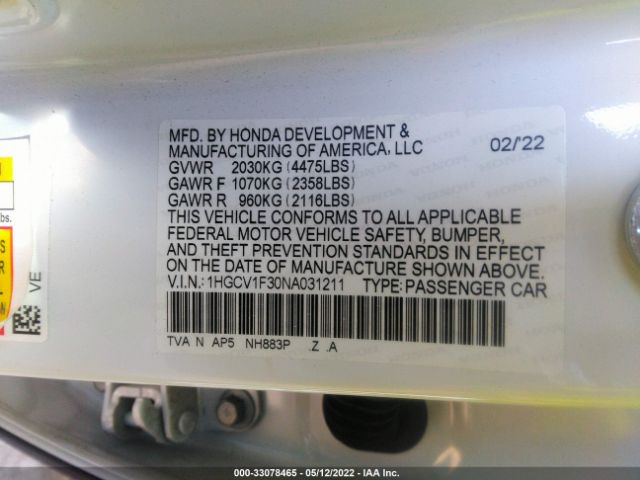 MFD. BY HONDA DEVELOPMENT &
MANUFACTURING OF AMERICA, LLC 02/'22
GVWR 2030KG (4475LBS)
GAWR F 1070KG (2358LBS)
GAWR R 960KG (2116LBS)
THIS VEHICLE CONFORMS TO ALL APPLICABLE
FEDERAL MOTOR VEHICLE SAFETY, BUMPER,
AND THEFT PREVENTION STANDARDS IN EFFECT
ON THE DATE OF MANUFACTURE SHOWN ABOVE.
V.I.N.: 1HGCV1F30NA031211 TYPE: PASSENGER CAR
TVA N AP5 NH883P .Z .A
bs.
S
R
VE
000-33078465 - 05/12/2022 - IAA Inc.